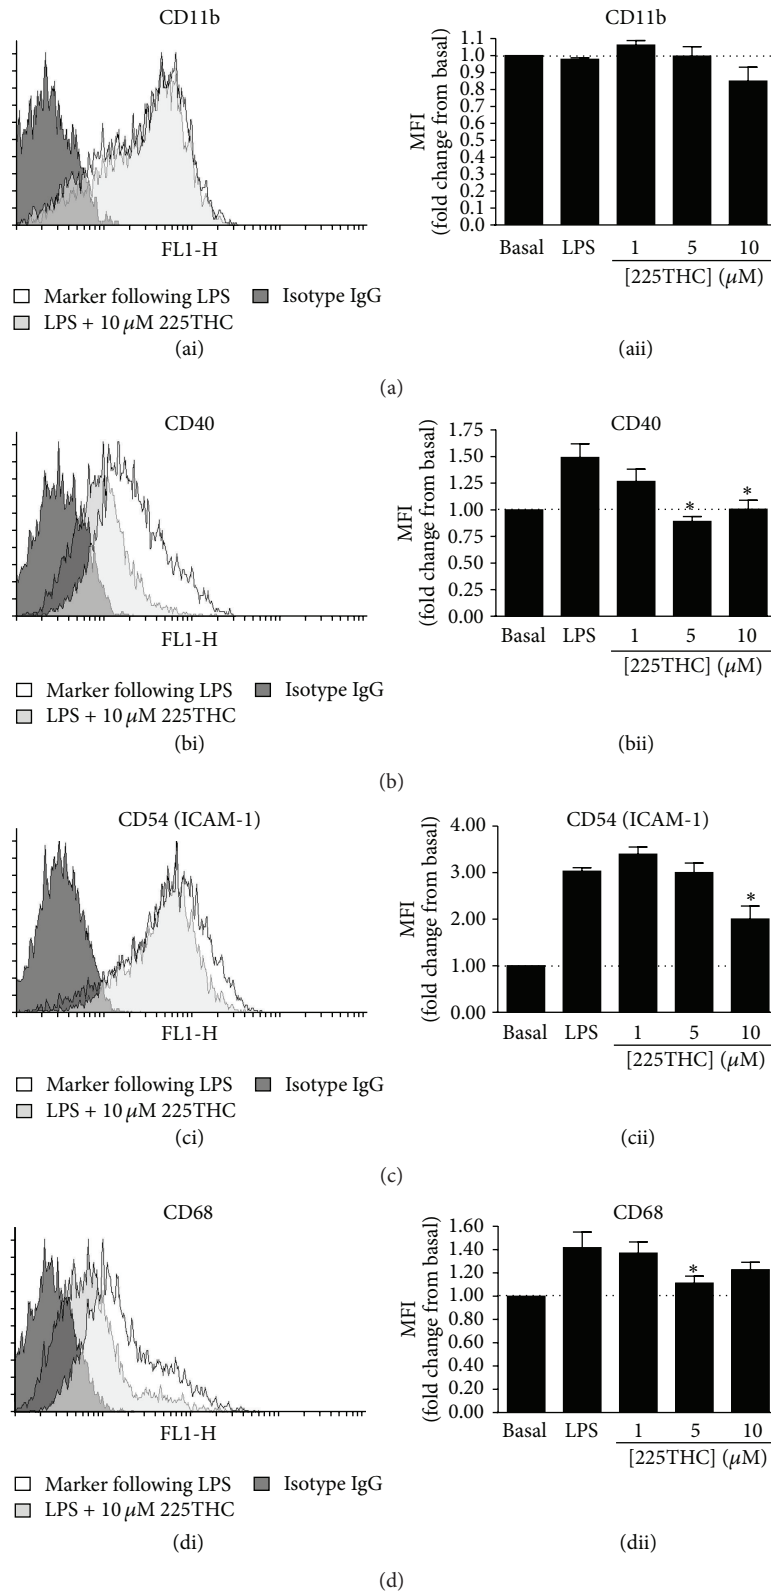 CD11b
FL1-H
Marker following LPS
Isotype IgG
LPS + 10 μM 225THC
(ai)
CD11b
MFI
(fold change from basal)
1.1
1.0
0.9
0.8
0.7
0.6
0.5
0.4
0.3
0.2
0.1
0.0
Basal LPS 1 5 10
[225THC] (μM)
(aii)
(a)
CD40
FL1-H
Marker following LPS
Isotype IgG
LPS + 10 μM 225THC
(bi)
CD40
MFI
(fold change from basal)
1.75
1.50
1.25
1.00
0.75
0.50
0.25
0.00
* *
Basal LPS 1 5 10
[225THC] (μM)
(bii)
(b)
CD54 (ICAM-1)
FL1-H
Marker following LPS
Isotype IgG
LPS + 10 μM 225THC
(ci)
CD54 (ICAM-1)
MFI
(fold change from basal)
4.00
3.00
2.00
1.00
0.00
*
Basal LPS 1 5 10
[225THC] (μM)
(cii)
(c)
CD68
FL1-H
Marker following LPS
Isotype IgG
LPS + 10 μM 225THC
(di)
CD68
MFI
(fold change from basal)
1.60
1.40
1.20
1.00
0.80
0.60
0.40
0.20
0.00
*
Basal LPS 1 5 10
[225THC] (μM)
(dii)
(d)